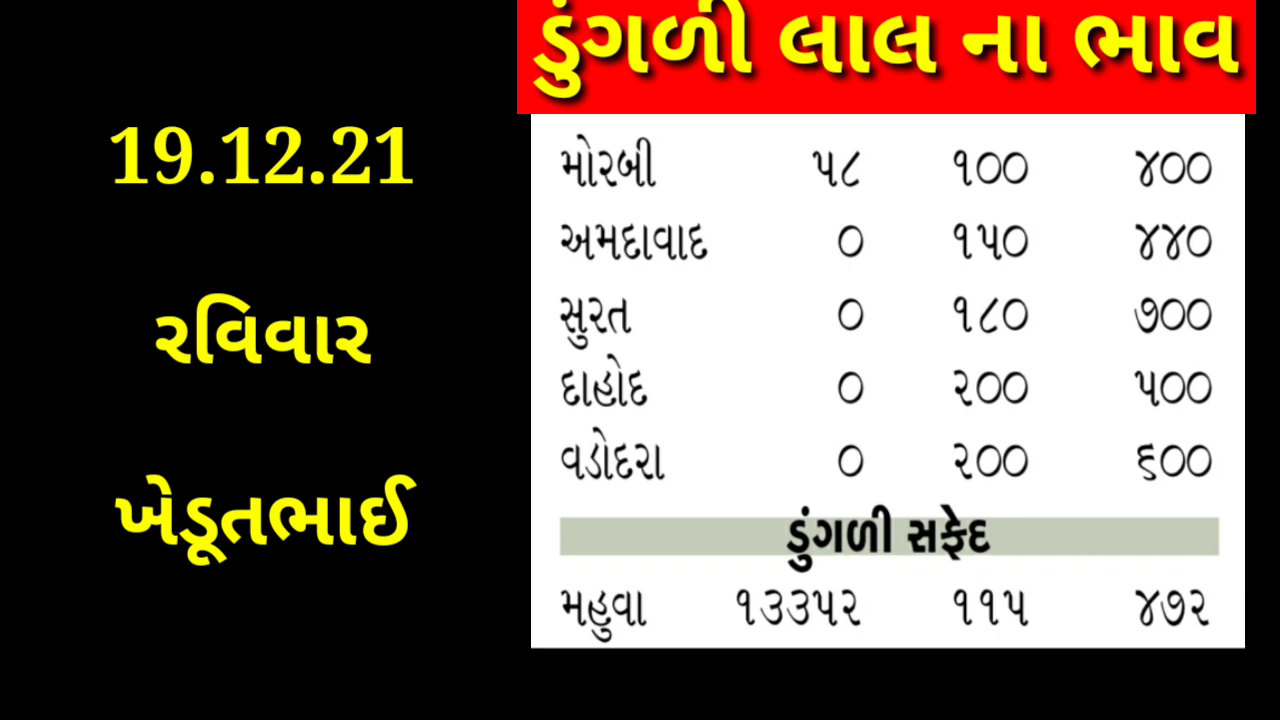 19.12.21
રવિવાર
ખેડૂતભાઈ
ડુંગળી લાલ ના ભાવ
મોરબી ૫૮ ૧૦૦ ૪૦૦
અમદાવાદ ૦ ૧૫૦ ૪૪૦
સુરત ૦ ૧૮૦ ૭૦૦
દાહોદ ૦ ૨૦૦ ૫૦૦
વડોદરા ૦ ૨૦૦ ૬૦૦
ડુંગળી સફેદ
મહુવા ૧૩૩૫૨ ૧૧૫ ૪૭૨